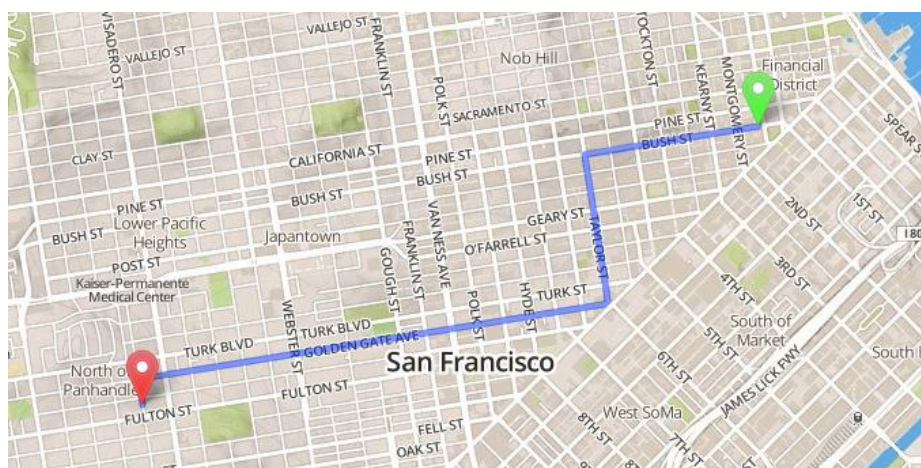 VALLEJO ST
VALLEJO ST
VISADERO ST
FRANKLIN ST
POLK ST
Nob Hill
STOCKTON ST
KEARNY ST
MONTGOMERY ST
Financial
District
SACRAMENTO ST
PINE ST
BUSH ST
SPEAR S
CLAY ST
CALIFORNIA ST
PINE ST
BUSH ST
BUSH ST
PINE ST
BUSH ST
Lower Pacific
Heights
Japantown
POST ST
Kaiser-Permanente
Medical Center
GOUGH ST
FRANKLIN ST
VAN NESS AVE
GEARY ST
O'FARRELL ST
TAYLOR ST
1ST ST
2ND ST
3RD ST
4TH ST
I 80
WEBSTER ST
TURK BLVD
TURK BLVD
GOLDEN GATE AVE
POLK ST
HYDE ST
TURK ST
San Francisco
South of
Market
5TH ST
6TH ST
JAMES LICK FWY
South
North o
Panhandle
FULTON ST
FULTON ST
FELL ST
OAK ST
West SoMa
7TH ST
8TH ST
9TH ST